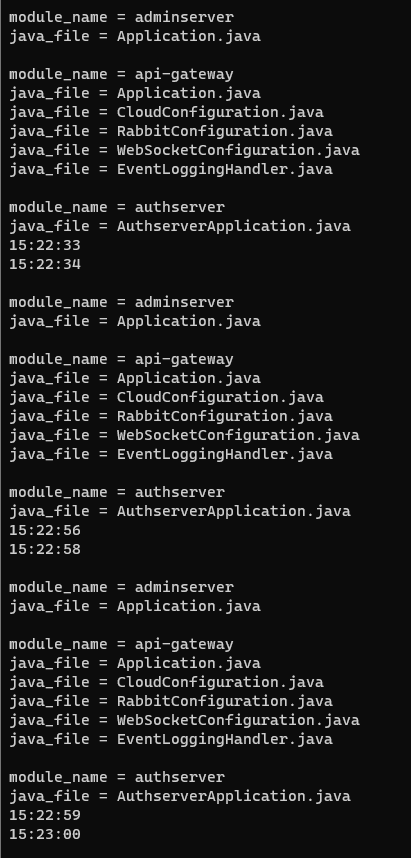 module_name = adminserver
java_file = Application.java
module_name = api-gateway
java_file = Application.java
java_file = CloudConfiguration.java
java_file = RabbitConfiguration.java
java_file = WebSocketConfiguration.java
java_file = EventLoggingHandler.java
module_name = authserver
java_file = AuthserverApplication.java
15:22:33
15:22:34
module_name = adminserver
java_file = Application.java
module_name = api-gateway
java_file = Application.java
java_file = CloudConfiguration.java
java_file = RabbitConfiguration.java
java_file = WebSocketConfiguration.java
java_file = EventLoggingHandler.java
module_name = authserver
java_file = AuthserverApplication.java
15:22:56
15:22:58
module_name = adminserver
java_file = Application.java
module_name = api-gateway
java_file = Application.java
java_file = CloudConfiguration.java
java_file = RabbitConfiguration.java
java_file = WebSocketConfiguration.java
java_file = EventLoggingHandler.java
module_name = authserver
java_file = AuthserverApplication.java
15:22:59
15:23:00